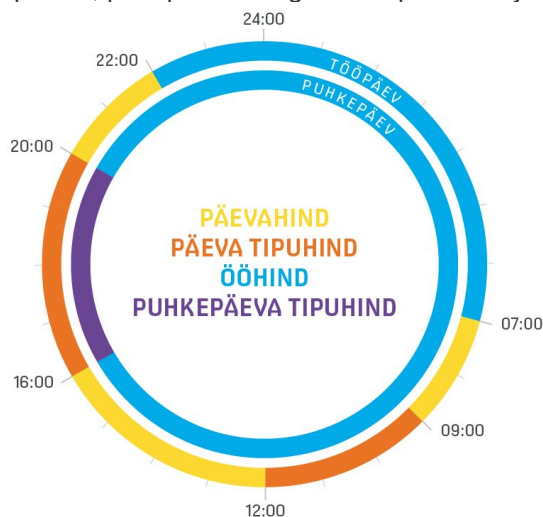 24:00
22:00
TÖÖPÄEV
PUHKEPÄEV
20:00
PÄEVAHIND
PÄEVA TIPUHIND
ÖÖHIND
PUHKEPÄEVA TIPUHIND
07:00
16:00
09:00
12:00